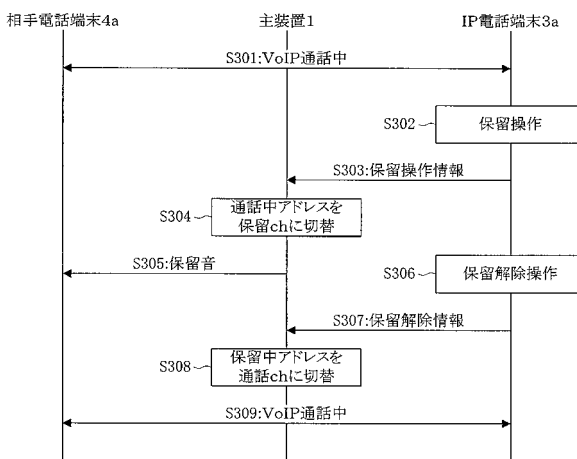 相手電話端末4a
主装置1
IP電話端末3a
S301:VoIP通話中
S302
保留操作
S303:保留操作情報
S304
通話中アドレスを
保留chに切替
S305:保留音
S306
保留解除操作
S307:保留解除情報
S308
保留中アドレスを
通話chに切替
S309:VoIP通話中